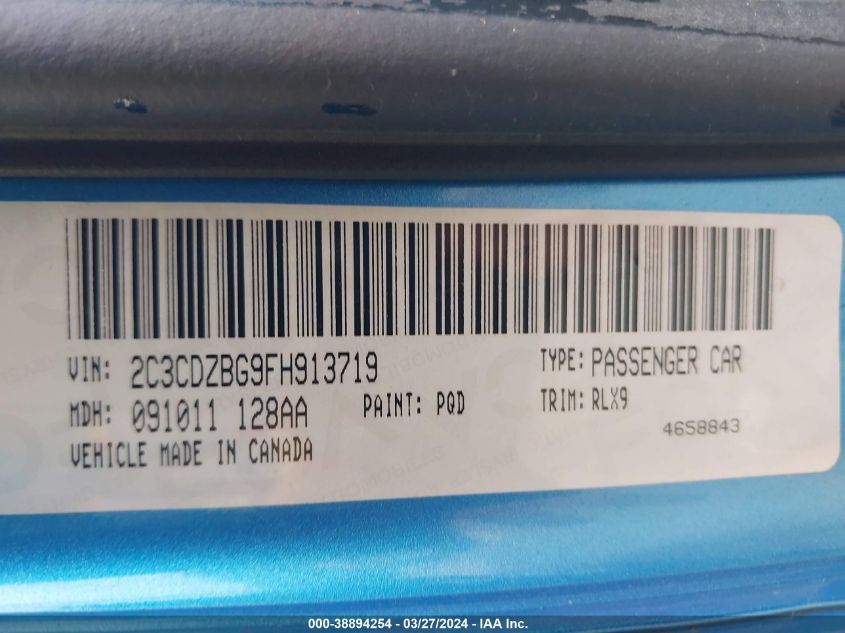 VIN: 2C3CDZBG9FH913719 TYPE: PASSENGER CAR
MDH: 091011 128AA PAINT: PQD TRIM: RLX9
4658843
VEHICLE MADE IN CANADA
000-38894254 - 03/27/2024 - IAA Inc.